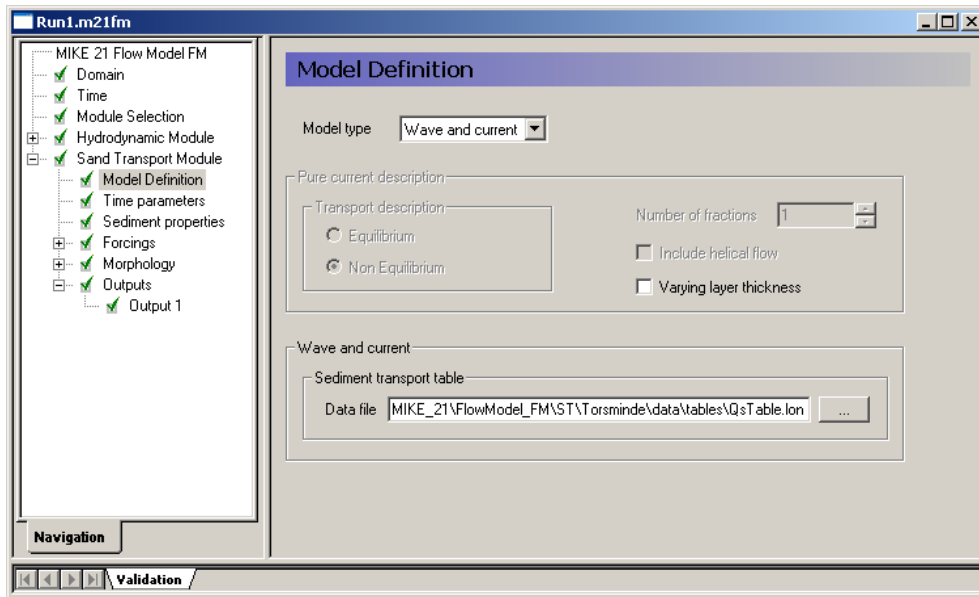 Run1.m21fm
MIKE 21 Flow Model FM
Domain
Time
Module Selection
Hydrodynamic Module
Sand Transport Module
Model Definition
Time parameters
Sediment properties
Forcings
Morphology
Outputs
Output 1
Navigation
Model Definition
Model type Wave and current
Pure current description
Transport description
Equilibrium
Non Equilibrium
Number of fractions 1
Include helical flow
Varying layer thickness
Wave and current
Sediment transport table
Data file MIKE_21\FlowModel_FM\ST\Torsminde\data\tables\QsTable.lon ...
Validation